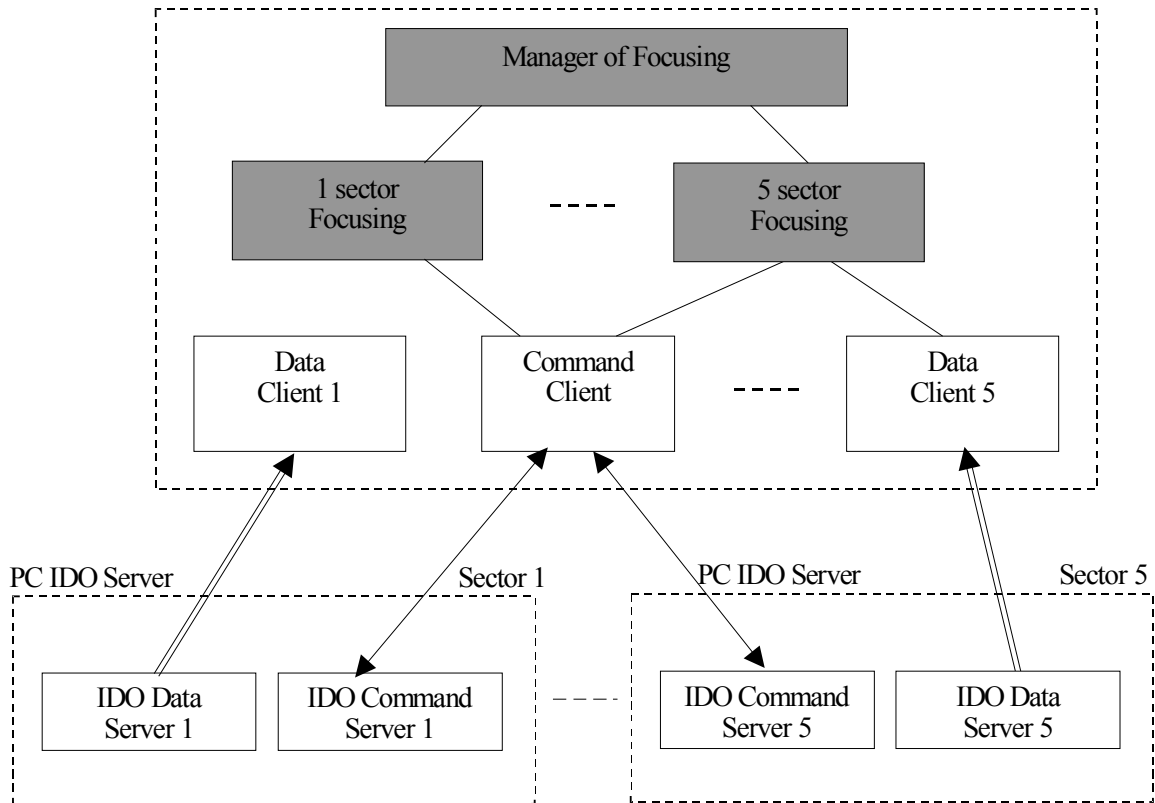 Manager of Focusing
1 sector
Focusing
5 sector
Focusing
Data
Client 1
Command
Client
Data
Client 5
PC IDO Server
Sector 1
PC IDO Server
Sector 5
IDO Data
Server 1
IDO Command
Server 1
IDO Command
Server 5
IDO Data
Server 5